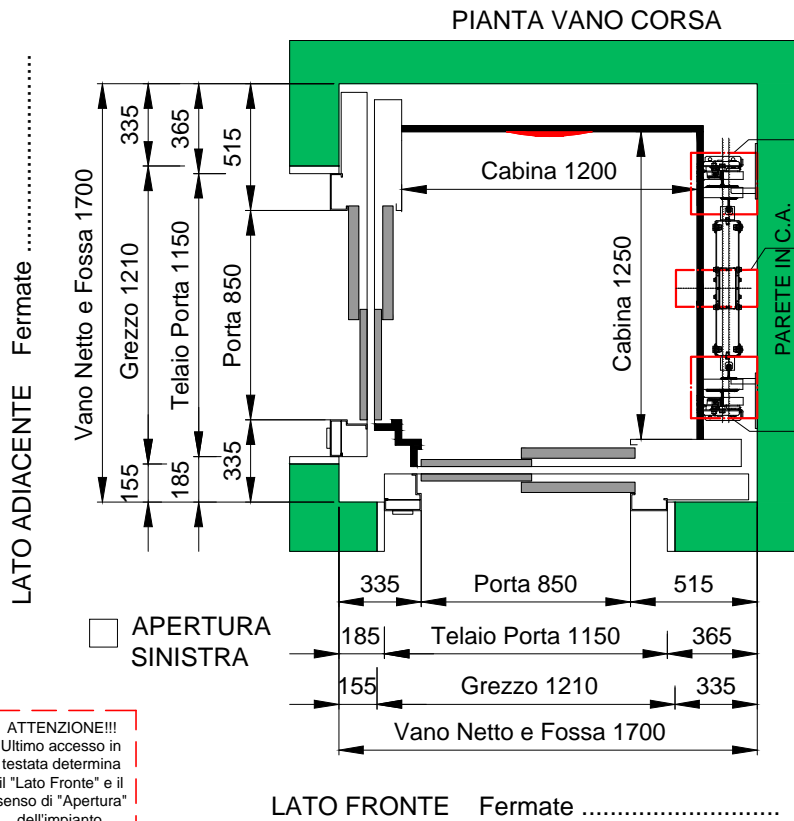 PIANTA VANO CORSA
LATO ADIACENTE Fermate ............................
Vano Netto e Fossa 1700
335
Grezzo 1210
155
365
Telaio Porta 1150
185
515
Porta 850
335
Cabina 1200
Cabina 1250
PARETE IN C.A.
335 Porta 850 515
APERTURA
SINISTRA
185 Telaio Porta 1150 365
155 Grezzo 1210 335
Vano Netto e Fossa 1700
ATTENZIONE!!!
Ultimo accesso in
testata determina
il "Lato Fronte" e il
senso di "Apertura"
dell'impianto
LATO FRONTE Fermate ............................